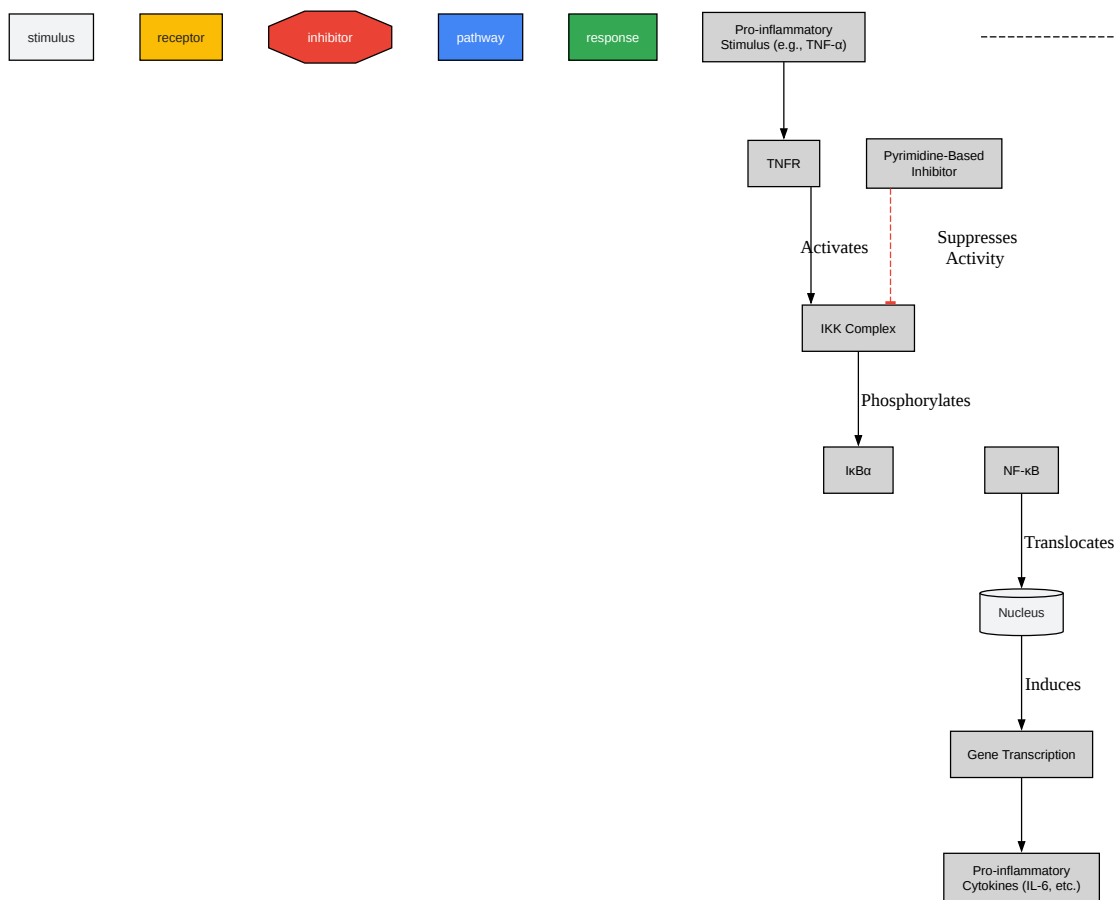 stimulus
receptor
inhibitor
pathway
response
Pro-inflammatory
Stimulus (e.g., TNF-α)
TNFR
Pyrimidine-Based
Inhibitor
Activates
Suppresses
Activity
IKK Complex
Phosphorylates
IκBα
NF-κB
Translocates
Nucleus
Induces
Gene Transcription
Pro-inflammatory
Cytokines (IL-6, etc.)